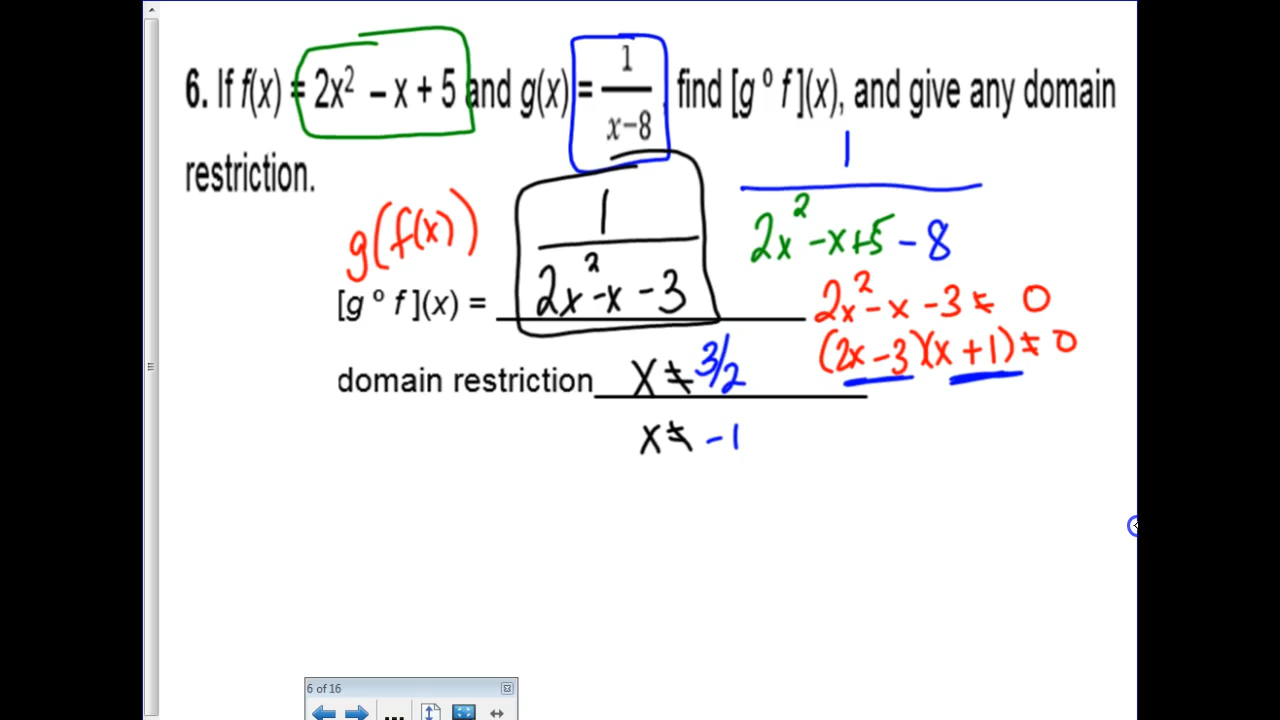 6. If f(x) = 2x² – x + 5 and g(x) = 1/(x–8), find [g ° f](x), and give any domain
restriction.
1/(2x² - x + 5 - 8)
g(f(x))
[g ° f](x) = 1/(2x² - x - 3)
2x² - x - 3 ≠ 0
(2x - 3)(x + 1) ≠ 0
domain restriction x ≠ 3/2
x ≠ -1
6 of 16